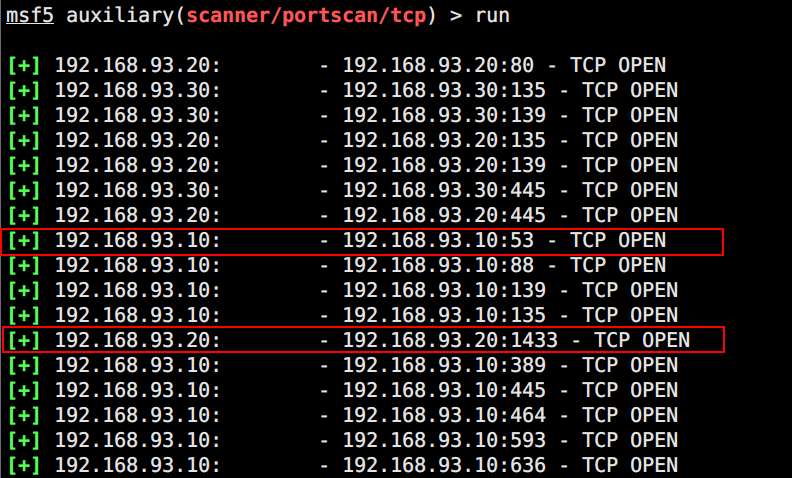 msf5 auxiliary(scanner/portscan/tcp) > run
[+] 192.168.93.20:        - 192.168.93.20:80 - TCP OPEN
[+] 192.168.93.30:        - 192.168.93.30:135 - TCP OPEN
[+] 192.168.93.30:        - 192.168.93.30:139 - TCP OPEN
[+] 192.168.93.20:        - 192.168.93.20:135 - TCP OPEN
[+] 192.168.93.20:        - 192.168.93.20:139 - TCP OPEN
[+] 192.168.93.30:        - 192.168.93.30:445 - TCP OPEN
[+] 192.168.93.20:        - 192.168.93.20:445 - TCP OPEN
[+] 192.168.93.10:        - 192.168.93.10:53 - TCP OPEN
[+] 192.168.93.10:        - 192.168.93.10:88 - TCP OPEN
[+] 192.168.93.10:        - 192.168.93.10:139 - TCP OPEN
[+] 192.168.93.10:        - 192.168.93.10:135 - TCP OPEN
[+] 192.168.93.20:        - 192.168.93.20:1433 - TCP OPEN
[+] 192.168.93.10:        - 192.168.93.10:389 - TCP OPEN
[+] 192.168.93.10:        - 192.168.93.10:445 - TCP OPEN
[+] 192.168.93.10:        - 192.168.93.10:464 - TCP OPEN
[+] 192.168.93.10:        - 192.168.93.10:593 - TCP OPEN
[+] 192.168.93.10:        - 192.168.93.10:636 - TCP OPEN